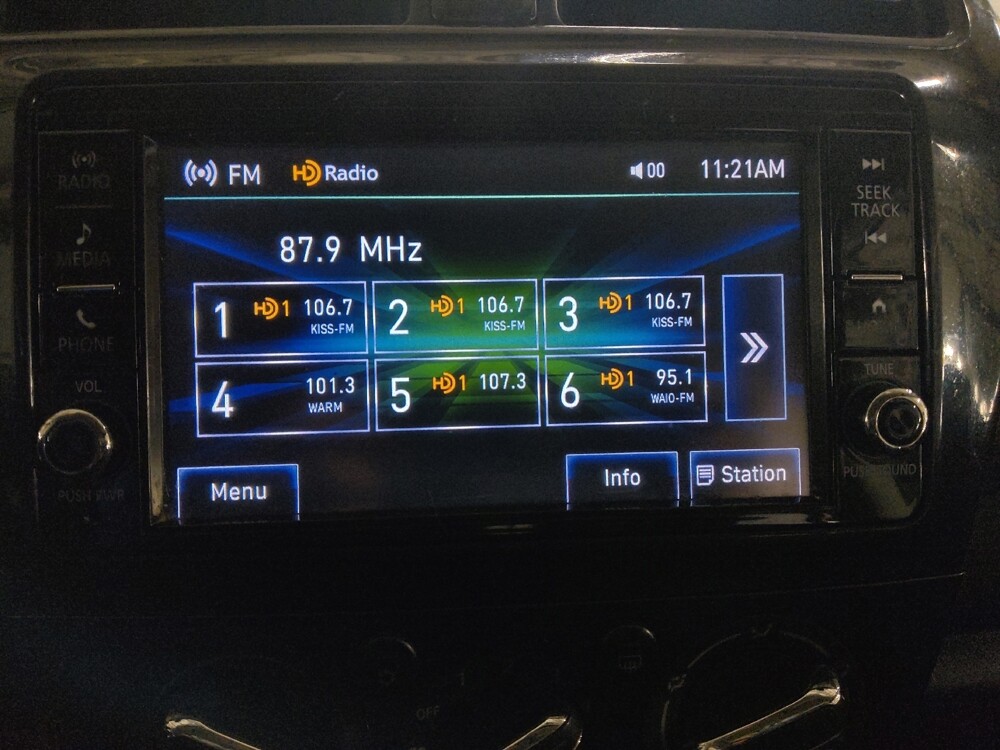 FM HD Radio 00 11:21AM
87.9 MHz
1 HD1 106.7
KISS-FM
2 HD1 106.7
KISS-FM
3 HD1 106.7
KISS-FM
4 101.3
WARM
5 HD1 107.3
6 HD1 95.1
WAIO-FM
Menu
Info
Station
RADIO
MEDIA
PHONE
VOL
PUSH PWR
SEEK
TRACK
TUNE
PUSH SOUND
OFF